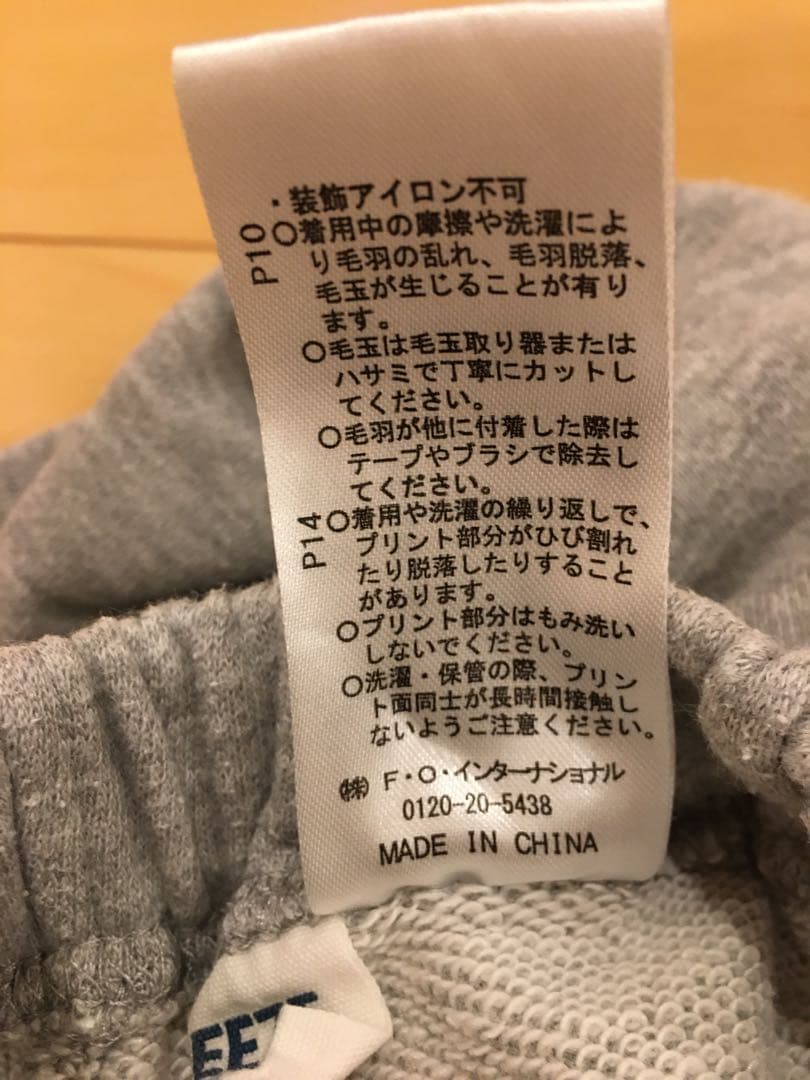 ・装飾アイロン不可
P10
○着用中の摩擦や洗濯によ
り毛羽の乱れ、毛羽脱落、
毛玉が生じることが有り
ます。
○毛玉は毛玉取り器または
ハサミで丁寧にカットし
てください。
○毛羽が他に付着した際は
テープやブラシで除去し
てください。
P14
○着用や洗濯の繰り返しで、
プリント部分がひび割れ
たり脱落したりすること
があります。
○プリント部分はもみ洗い
しないでください。
○洗濯・保管の際、プリン
ト面同士が長時間接触し
ないようご注意ください。
㈱ F・O・インターナショナル
0120-20-5438
MADE IN CHINA